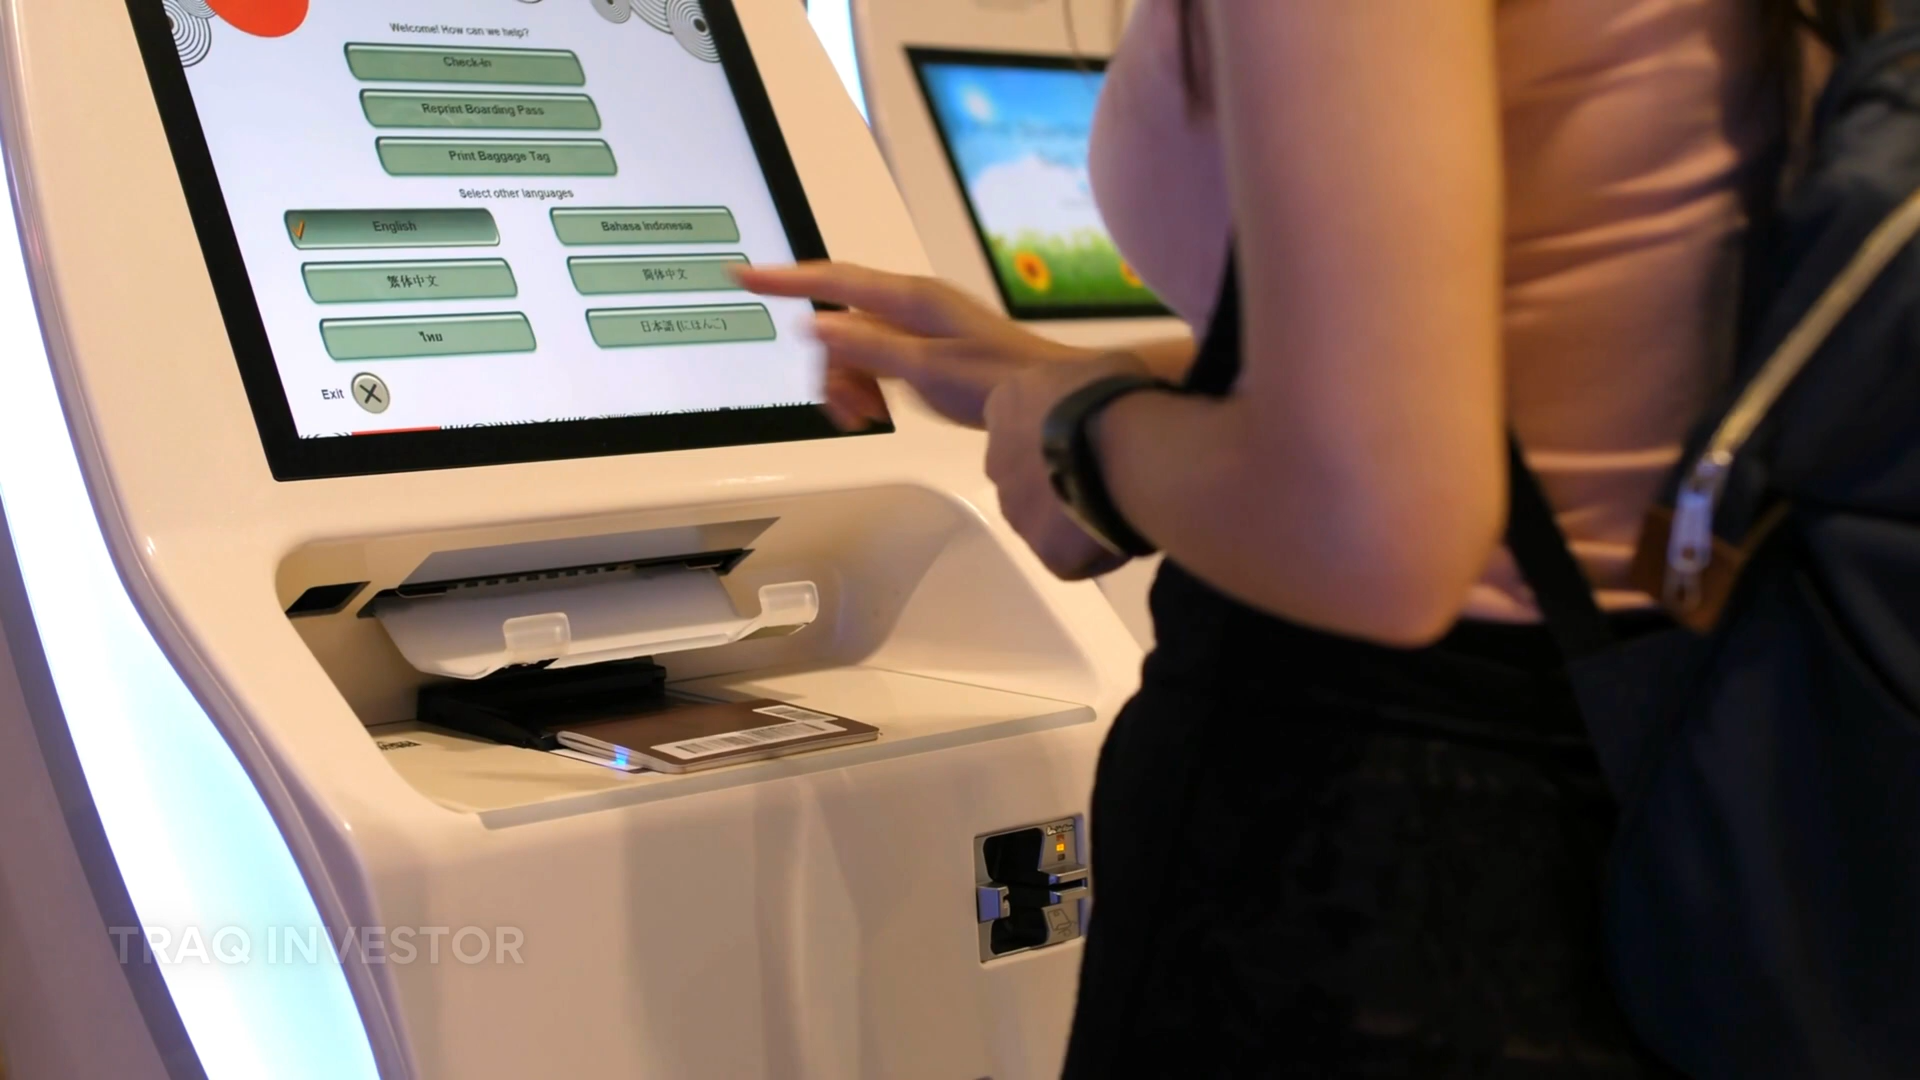 Welcome! How can we help?
Check-In
Reprint Boarding Pass
Print Baggage Tag
Select other languages
English
Bahasa Indonesia
繁体中文
简体中文
ไทย
日本語 (にほんご)
Exit
TRAQ INVESTOR